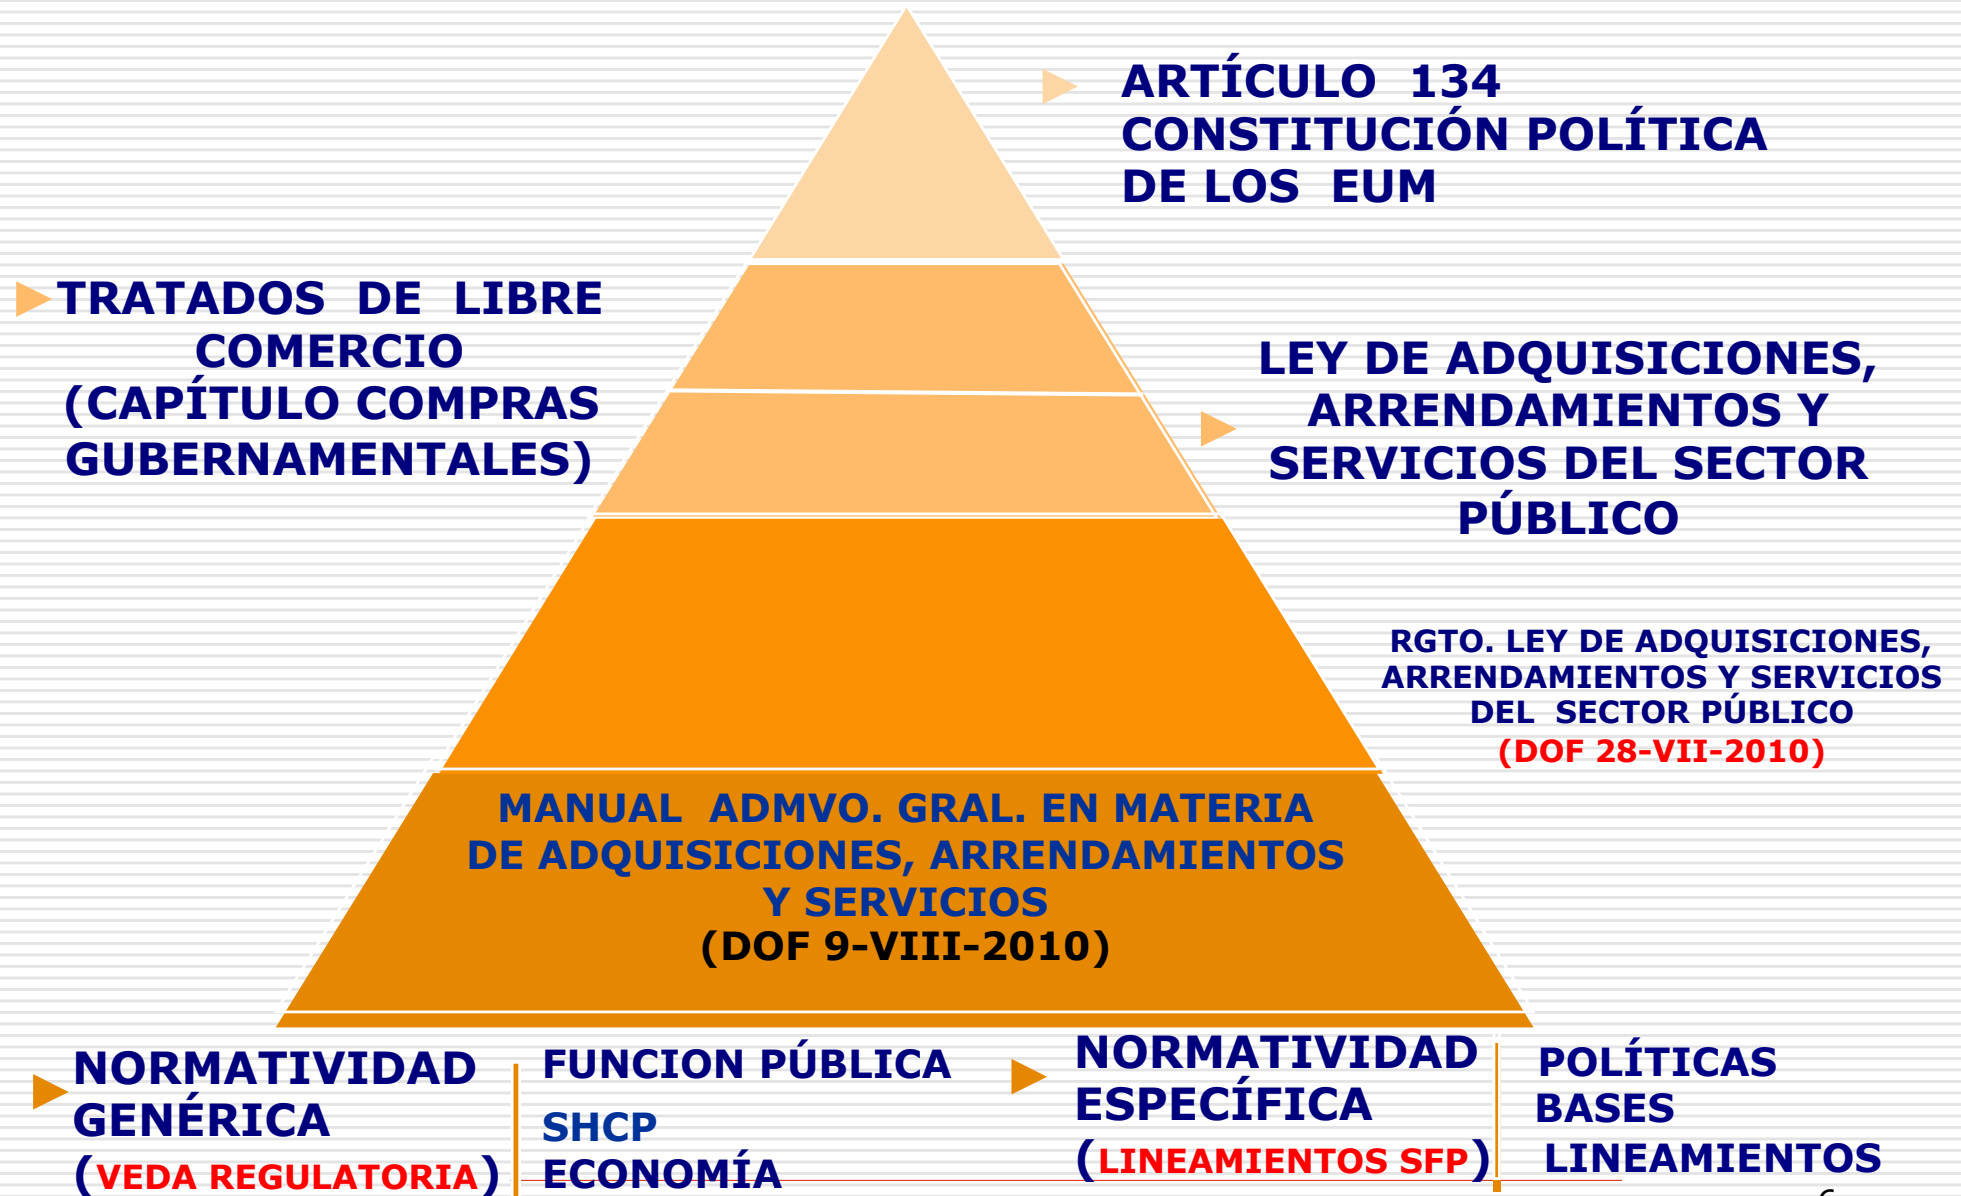 ARTÍCULO 134
CONSTITUCIÓN POLÍTICA
DE LOS EUM
TRATADOS DE LIBRE
COMERCIO
(CAPÍTULO COMPRAS
GUBERNAMENTALES)
LEY DE ADQUISICIONES,
ARRENDAMIENTOS Y
SERVICIOS DEL SECTOR
PÚBLICO
RGTO. LEY DE ADQUISICIONES,
ARRENDAMIENTOS Y SERVICIOS
DEL SECTOR PÚBLICO
(DOF 28-VII-2010)
MANUAL ADMVO. GRAL. EN MATERIA
DE ADQUISICIONES, ARRENDAMIENTOS
Y SERVICIOS
(DOF 9-VIII-2010)
NORMATIVIDAD
GENÉRICA
(VEDA REGULATORIA)
FUNCION PÚBLICA
SHCP
ECONOMÍA
NORMATIVIDAD
ESPECÍFICA
(LINEAMIENTOS SFP)
POLÍTICAS
BASES
LINEAMIENTOS